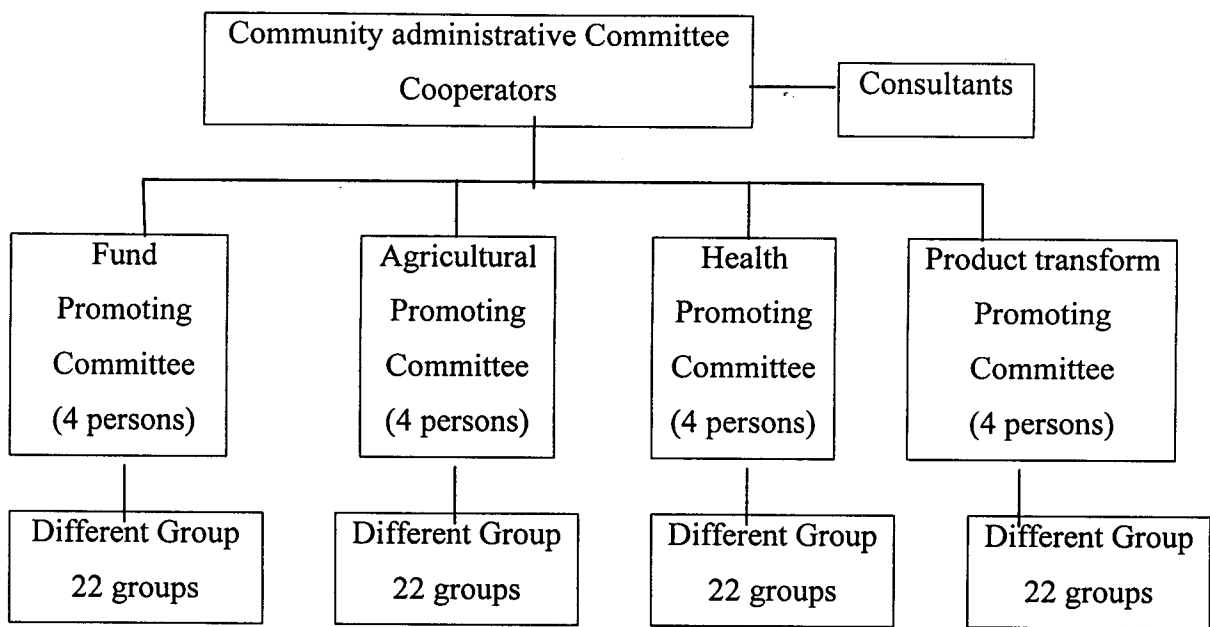 Community administrative Committee
Cooperators
Consultants
Fund
Promoting
Committee
(4 persons)
Agricultural
Promoting
Committee
(4 persons)
Health
Promoting
Committee
(4 persons)
Product transform
Promoting
Committee
(4 persons)
Different Group
22 groups
Different Group
22 groups
Different Group
22 groups
Different Group
22 groups